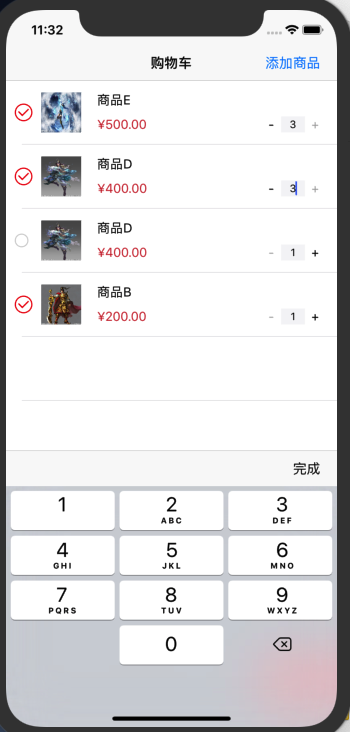 11:32
购物车 添加商品
商品E
¥500.00 - 3 +
商品D
¥400.00 - 3 +
商品D
¥400.00 - 1 +
商品B
¥200.00 - 1 +
完成
1 2 3
ABC DEF
4 5 6
GHI JKL MNO
7 8 9
PQRS TUV WXYZ
0